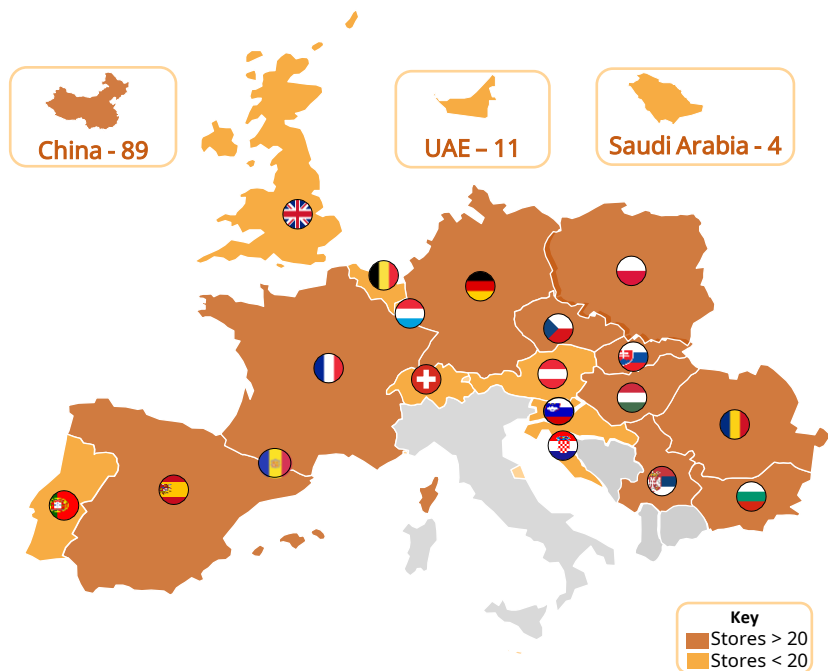 China - 89
UAE – 11
Saudi Arabia - 4
Key
Stores > 20
Stores < 20